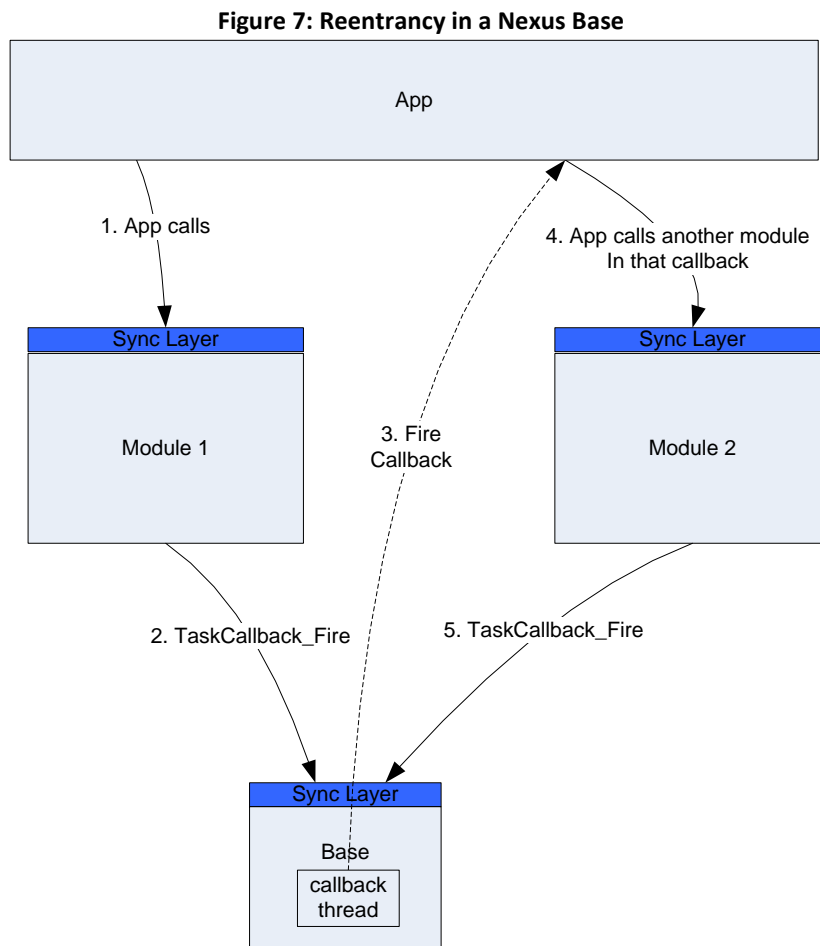 Figure 7: Reentrancy in a Nexus Base
App
1. App calls
4. App calls another module
In that callback
Sync Layer
Sync Layer
Module 1
3. Fire
Callback
Module 2
2. TaskCallback_Fire
5. TaskCallback_Fire
Sync Layer
Base
callback
thread